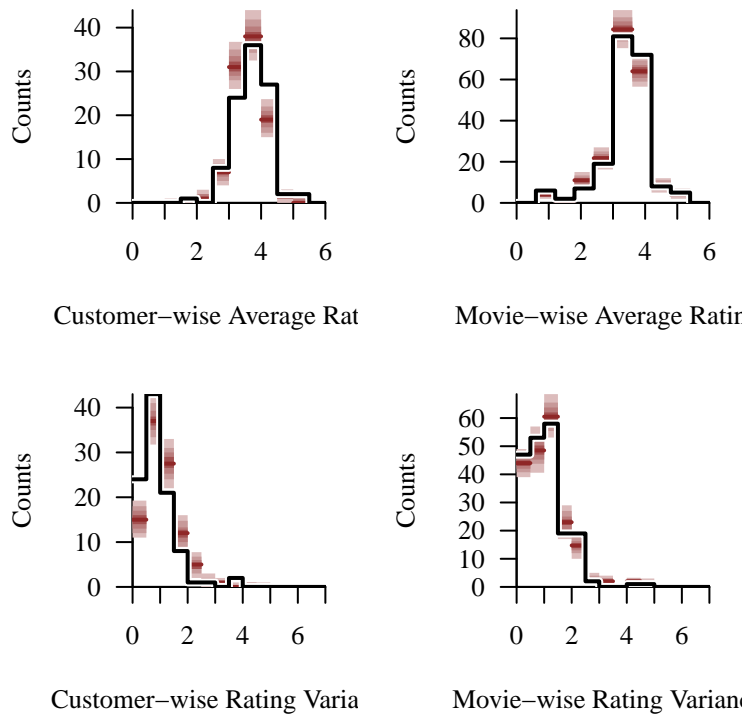 Counts
40
30
20
10
0
0 2 4 6
Customer−wise Average Rat
Counts
80
60
40
20
0
0 2 4 6
Movie−wise Average Ratin
Counts
40
30
20
10
0
0 2 4 6
Customer−wise Rating Varia
Counts
60
50
40
30
20
10
0
0 2 4 6
Movie−wise Rating Varianc